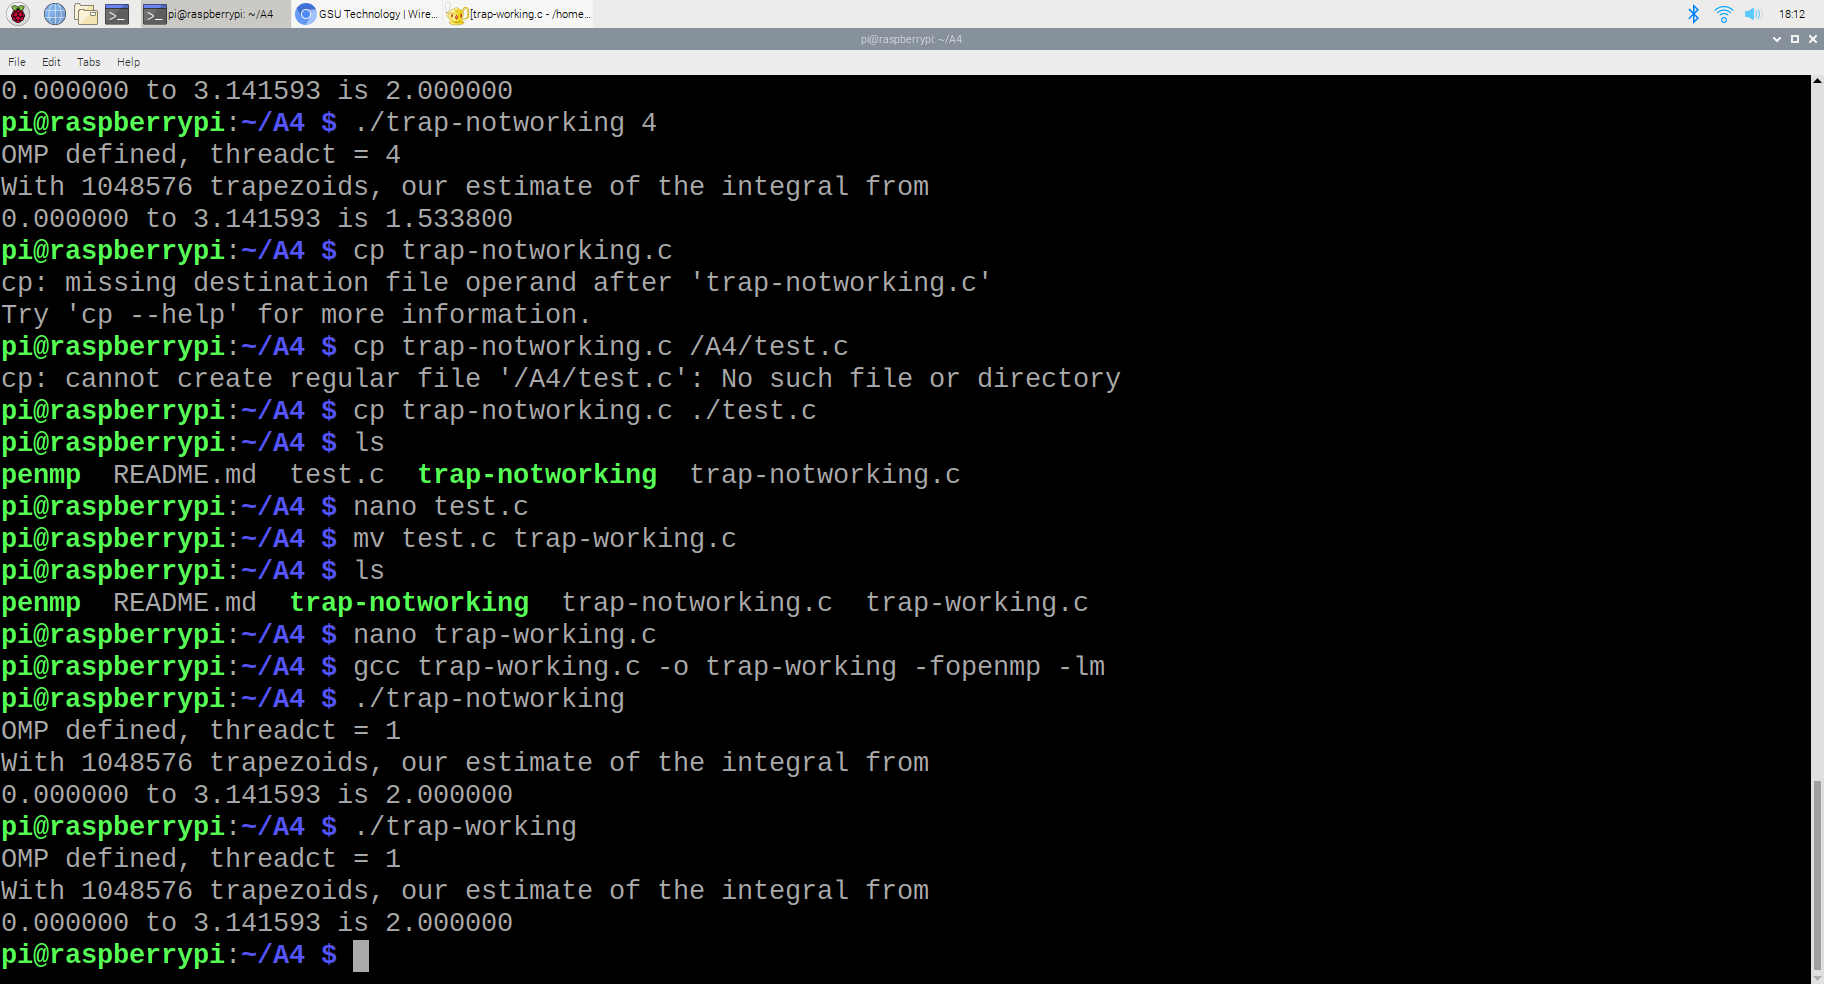 pi@raspberrypi: ~/A4
GSU Technology | Wire...
[trap-working.c - /home...
18:12
pi@raspberrypi: ~/A4
File Edit Tabs Help
0.000000 to 3.141593 is 2.000000
pi@raspberrypi:~/A4 $ ./trap-notworking 4
OMP defined, threadct = 4
With 1048576 trapezoids, our estimate of the integral from
0.000000 to 3.141593 is 1.533800
pi@raspberrypi:~/A4 $ cp trap-notworking.c
cp: missing destination file operand after 'trap-notworking.c'
Try 'cp --help' for more information.
pi@raspberrypi:~/A4 $ cp trap-notworking.c /A4/test.c
cp: cannot create regular file '/A4/test.c': No such file or directory
pi@raspberrypi:~/A4 $ cp trap-notworking.c ./test.c
pi@raspberrypi:~/A4 $ ls
penmp  README.md  test.c  trap-notworking  trap-notworking.c
pi@raspberrypi:~/A4 $ nano test.c
pi@raspberrypi:~/A4 $ mv test.c trap-working.c
pi@raspberrypi:~/A4 $ ls
penmp  README.md  trap-notworking  trap-notworking.c  trap-working.c
pi@raspberrypi:~/A4 $ nano trap-working.c
pi@raspberrypi:~/A4 $ gcc trap-working.c -o trap-working -fopenmp -lm
pi@raspberrypi:~/A4 $ ./trap-notworking
OMP defined, threadct = 1
With 1048576 trapezoids, our estimate of the integral from
0.000000 to 3.141593 is 2.000000
pi@raspberrypi:~/A4 $ ./trap-working
OMP defined, threadct = 1
With 1048576 trapezoids, our estimate of the integral from
0.000000 to 3.141593 is 2.000000
pi@raspberrypi:~/A4 $